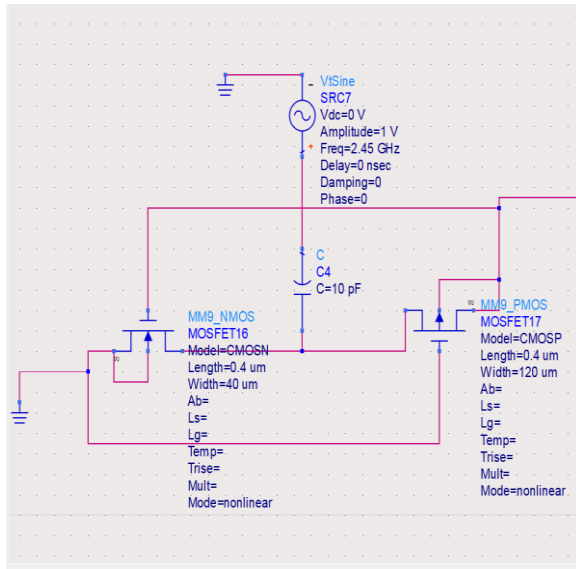 VtSine
SRC7
Vdc=0 V
Amplitude=1 V
Freq=2.45 GHz
Delay=0 nsec
Damping=0
Phase=0
C
C4
C=10 pF
MM9_NMOS
MOSFET16
Model=CMOSN
Length=0.4 um
Width=40 um
Ab=
Ls=
Lg=
Temp=
Trise=
Mult=
Mode=nonlinear
MM9_PMOS
MOSFET17
Model=CMOSP
Length=0.4 um
Width=120 um
Ab=
Ls=
Lg=
Temp=
Trise=
Mult=
Mode=nonlinear